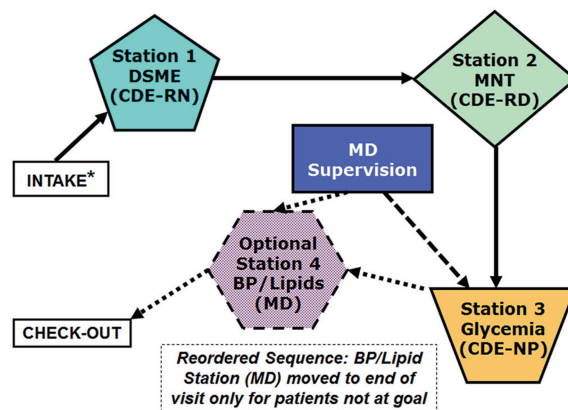 Station 1
DSME
(CDE-RN)
Station 2
MNT
(CDE-RD)
MD
Supervision
INTAKE*
Optional
Station 4
BP/Lipids
(MD)
Station 3
Glycemia
(CDE-NP)
CHECK-OUT
Reordered Sequence: BP/Lipid
Station (MD) moved to end of
visit only for patients not at goal